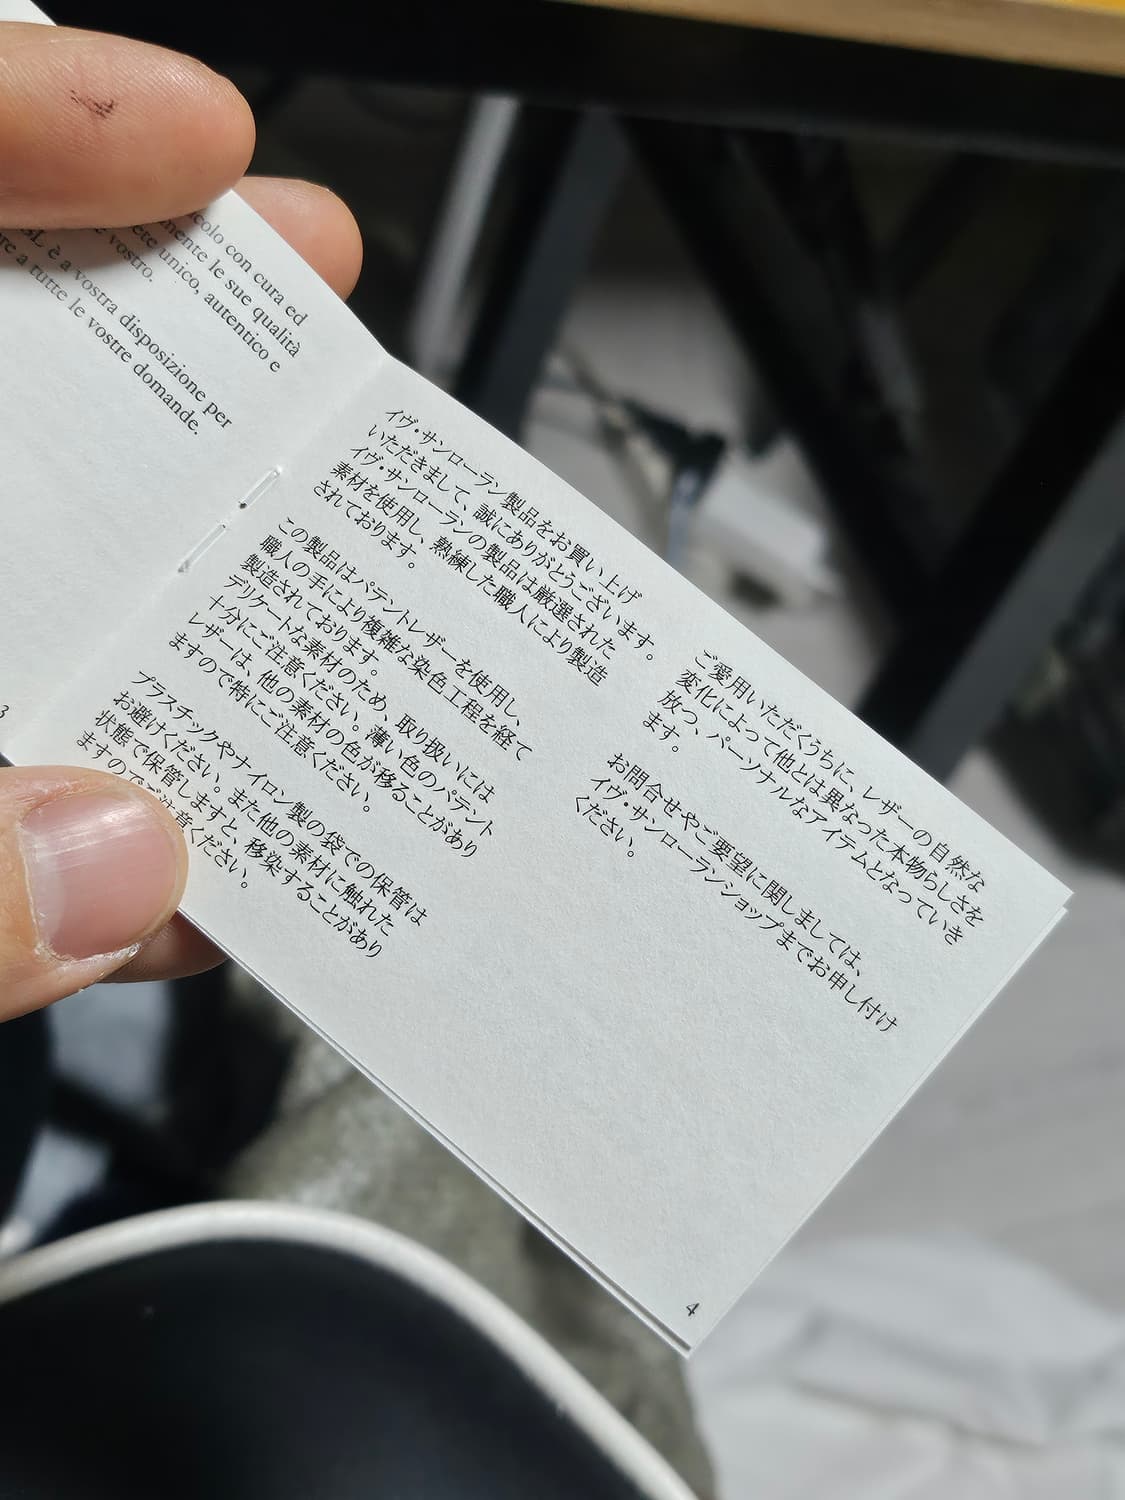 colo con cura ed
mente le sue qualità
ete unico, autentico e
e vostro.
SL è a vostra disposizione per
re a tutte le vostre domande.
3
イヴ・サンローラン製品をお買い上げ
いただきまして、誠にありがとうございます。
イヴ・サンローランの製品は厳選された
素材を使用し、熟練した職人により製造
されております。
この製品はパテントレザーを使用し、
職人の手により複雑な染色工程を経て
製造されております。
デリケートな素材のため、取り扱いには
十分にご注意ください。薄い色のパテント
レザーは、他の素材の色が移ることがあり
ますので特にご注意ください。
プラスチックやナイロン製の袋での保管は
お避けください。また他の素材に触れた
状態で保管しますと、移染することがあり
ますのでご注意ください。
ご愛用いただくうちに、レザーの自然な
変化によって他とは異なった本物らしさを
放つ、パーソナルなアイテムとなっていき
ます。
お問合せやご要望に関しましては、
イヴ・サンローランショップまでお申し付け
ください。
4